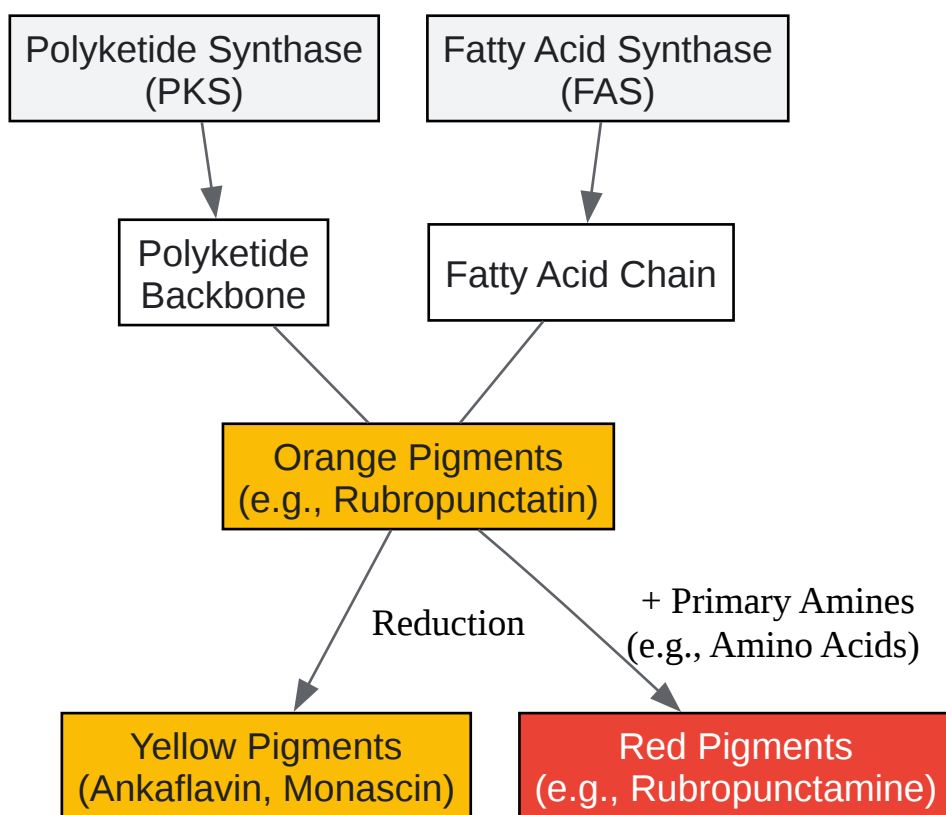 Polyketide Synthase
(PKS)
Fatty Acid Synthase
(FAS)
Polyketide
Backbone
Fatty Acid Chain
Orange Pigments
(e.g., Rubropunctatin)
Reduction
+ Primary Amines
(e.g., Amino Acids)
Yellow Pigments
(Ankaflavin, Monascin)
Red Pigments
(e.g., Rubropunctamine)